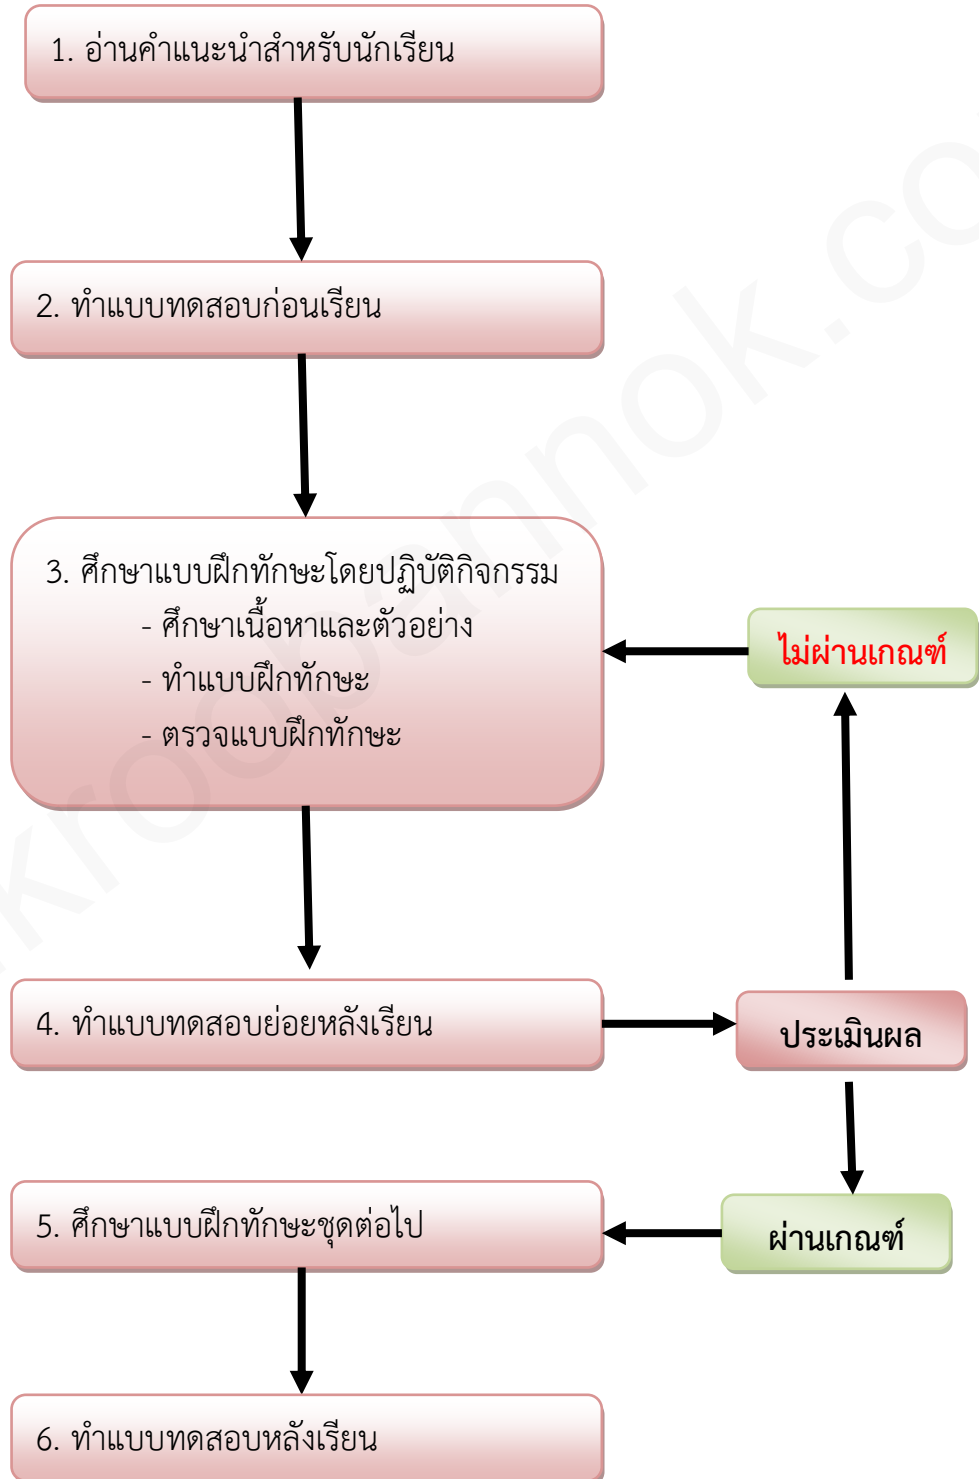 1. อ่านคำแนะนำสำหรับนักเรียน
2. ทำแบบทดสอบก่อนเรียน
3. ศึกษาแบบฝึกทักษะโดยปฏิบัติกิจกรรม
- ศึกษาเนื้อหาและตัวอย่าง
- ทำแบบฝึกทักษะ
- ตรวจแบบฝึกทักษะ
ไม่ผ่านเกณฑ์
4. ทำแบบทดสอบย่อยหลังเรียน
ประเมินผล
5. ศึกษาแบบฝึกทักษะชุดต่อไป
ผ่านเกณฑ์
6. ทำแบบทดสอบหลังเรียน
kroobannok.co